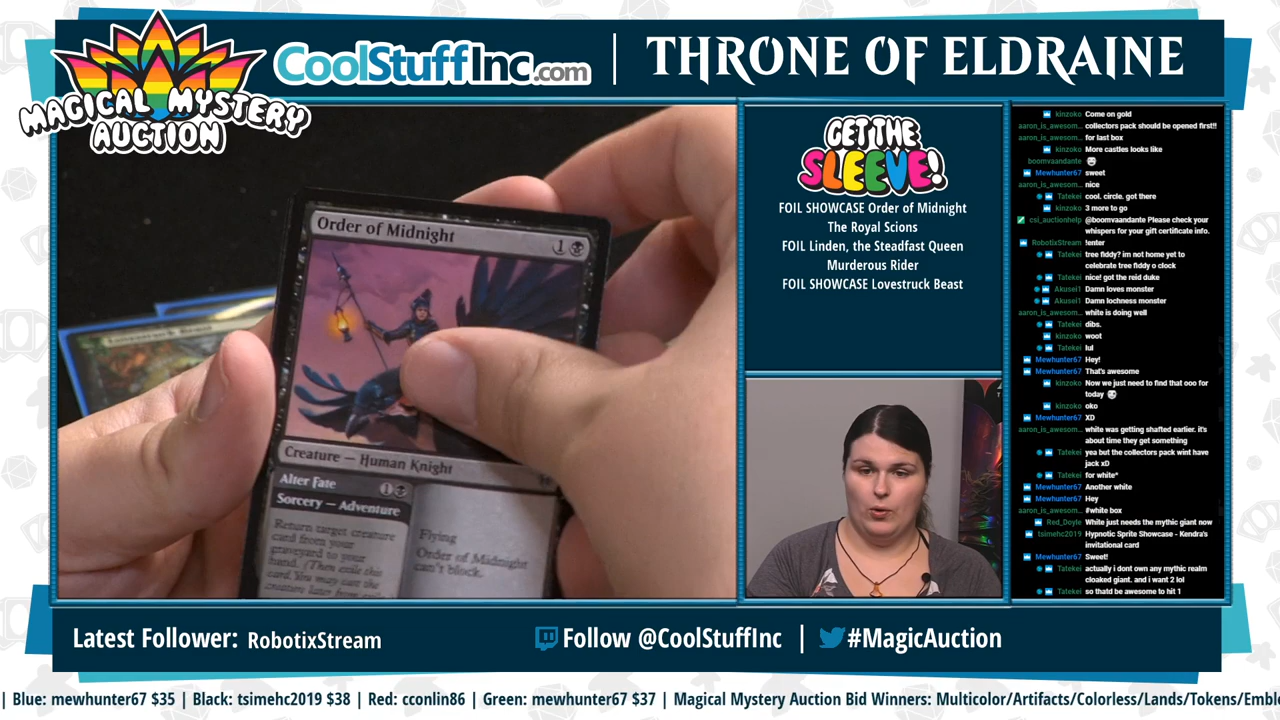 MAGICAL MYSTERY
AUCTION
CoolStuffInc.com
THRONE OF ELDRAINE
Order of Midnight 1
Creature — Human Knight
Alter Fate
Sorcery — Adventure
Return target creature
card from your
graveyard to your
Flying
Order of Midnight
can't block.
GET THE
SLEEVE!
FOIL SHOWCASE Order of Midnight
The Royal Scions
FOIL Linden, the Steadfast Queen
Murderous Rider
FOIL SHOWCASE Lovestruck Beast
kinzoko Come on gold
aaron_is_awesom... collectors pack should be opened first!!
aaron_is_awesom... for last box
kinzoko More castles looks like
boomvaandante
Mewhunter67 sweet
aaron_is_awesom... nice
Tatekei cool. circle. got there
kinzoko 3 more to go
csi_auctionhelp @boomvaandante Please check your
whispers for your gift certificate info.
RobotixStream !enter
Tatekei tree fiddy? im not home yet to
celebrate tree fiddy o clock
Tatekei nice! got the reid duke
Akusei1 Damn loves monster
Akusei1 Damn lochness monster
aaron_is_awesom... white is doing well
Tatekei dibs.
kinzoko woot
Tatekei lul
Mewhunter67 Hey!
Mewhunter67 That's awesome
kinzoko Now we just need to find that ooo for
today
kinzoko oko
Mewhunter67 XD
aaron_is_awesom... white was getting shafted earlier. it's
about time they get something
Tatekei yea but the collectors pack wint have
jack xD
Tatekei for white*
Mewhunter67 Another white
Mewhunter67 Hey
aaron_is_awesom... #white box
Red_Doyle White just needs the mythic giant now
tsimehc2019 Hypnotic Sprite Showcase - Kendra's
invitational card
Mewhunter67 Sweet!
Tatekei actually i dont own any mythic realm
cloaked giant. and i want 2 lol
Tatekei so thatd be awesome to hit 1
Latest Follower: RobotixStream
Follow @CoolStuffInc | #MagicAuction
| Blue: mewhunter67 $35 | Black: tsimehc2019 $38 | Red: cconlin86 | Green: mewhunter67 $37 | Magical Mystery Auction Bid Winners: Multicolor/Artifacts/Colorless/Lands/Tokens/Emble